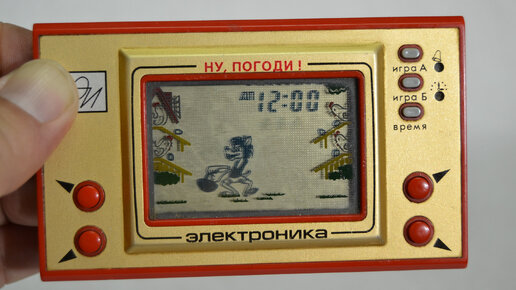 НУ, ПОГОДИ!
игра А
игра Б
время
12:00
электроника